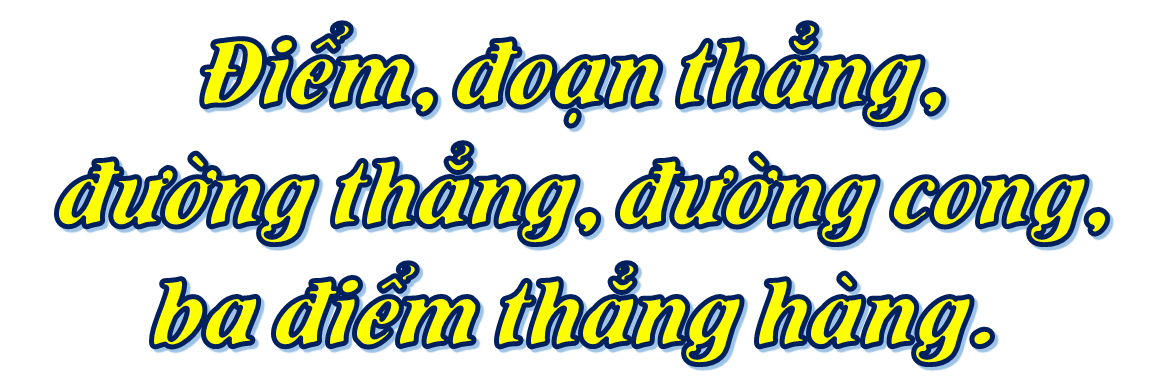 Điểm, đoạn thẳng,
đường thẳng, đường cong,
ba điểm thẳng hàng.